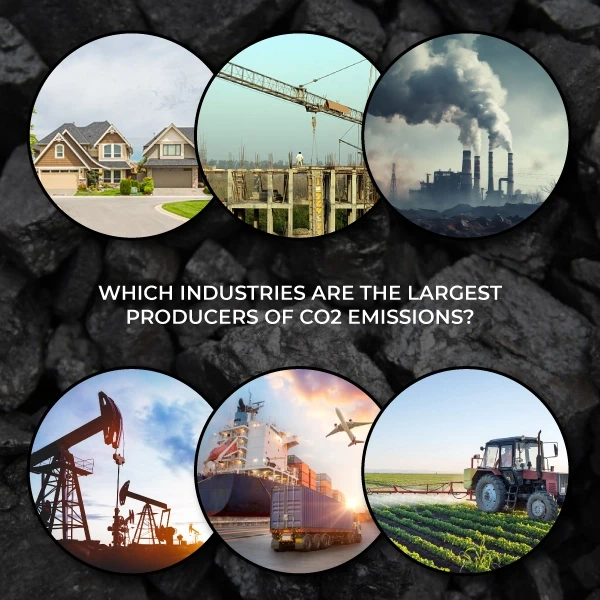 WHICH INDUSTRIES ARE THE LARGEST
PRODUCERS OF CO2 EMISSIONS?